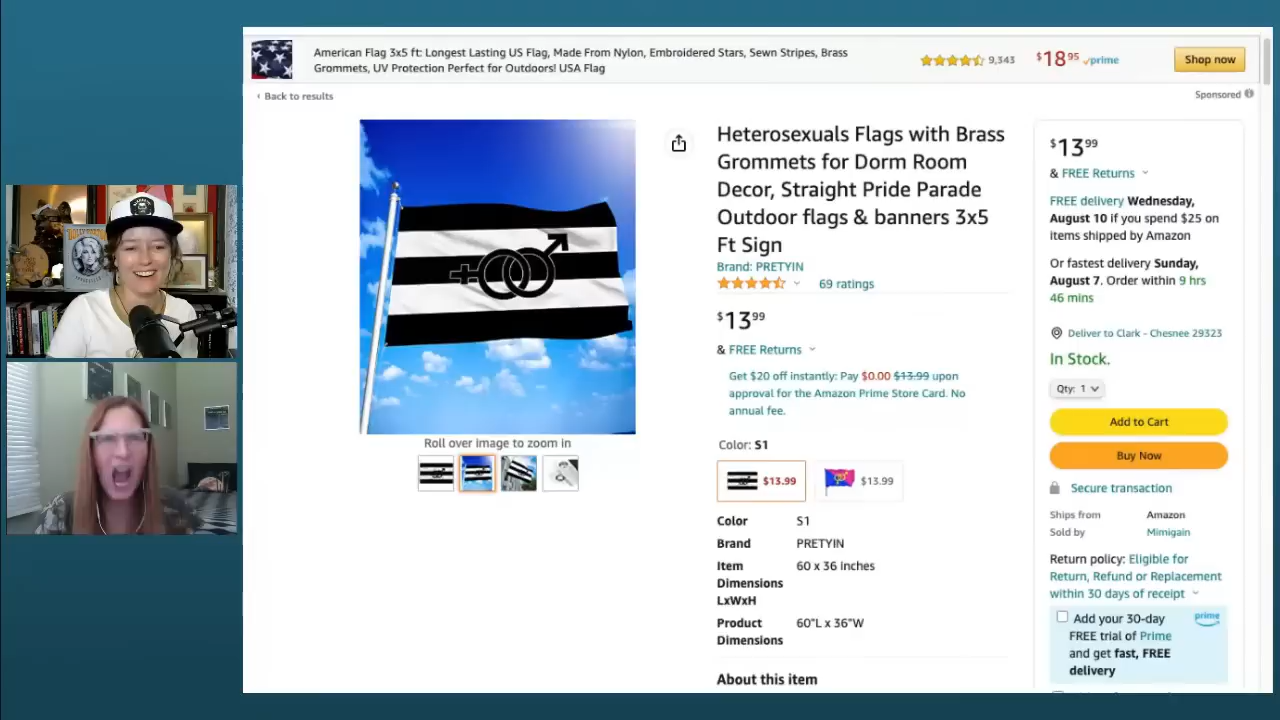 American Flag 3x5 ft: Longest Lasting US Flag, Made From Nylon, Embroidered Stars, Sewn Stripes, Brass
Grommets, UV Protection Perfect for Outdoors! USA Flag
9,343
$18 95 prime
Shop now
‹ Back to results
Sponsored
Heterosexuals Flags with Brass
Grommets for Dorm Room
Decor, Straight Pride Parade
Outdoor flags & banners 3x5
Ft Sign
Brand: PRETYIN
69 ratings
$13 99
& FREE Returns
Get $20 off instantly: Pay $0.00 $13.99 upon
approval for the Amazon Prime Store Card. No
annual fee.
Roll over image to zoom in
Color: S1
$13.99
$13.99
Color S1
Brand PRETYIN
Item 60 x 36 inches
Dimensions
LxWxH
Product 60"L x 36"W
Dimensions
About this item
$13 99
& FREE Returns
FREE delivery Wednesday,
August 10 if you spend $25 on
items shipped by Amazon
Or fastest delivery Sunday,
August 7. Order within 9 hrs
46 mins
Deliver to Clark - Chesnee 29323
In Stock.
Qty: 1
Add to Cart
Buy Now
Secure transaction
Ships from Amazon
Sold by Mimigain
Return policy: Eligible for
Return, Refund or Replacement
within 30 days of receipt
Add your 30-day
FREE trial of Prime
and get fast, FREE
delivery
prime